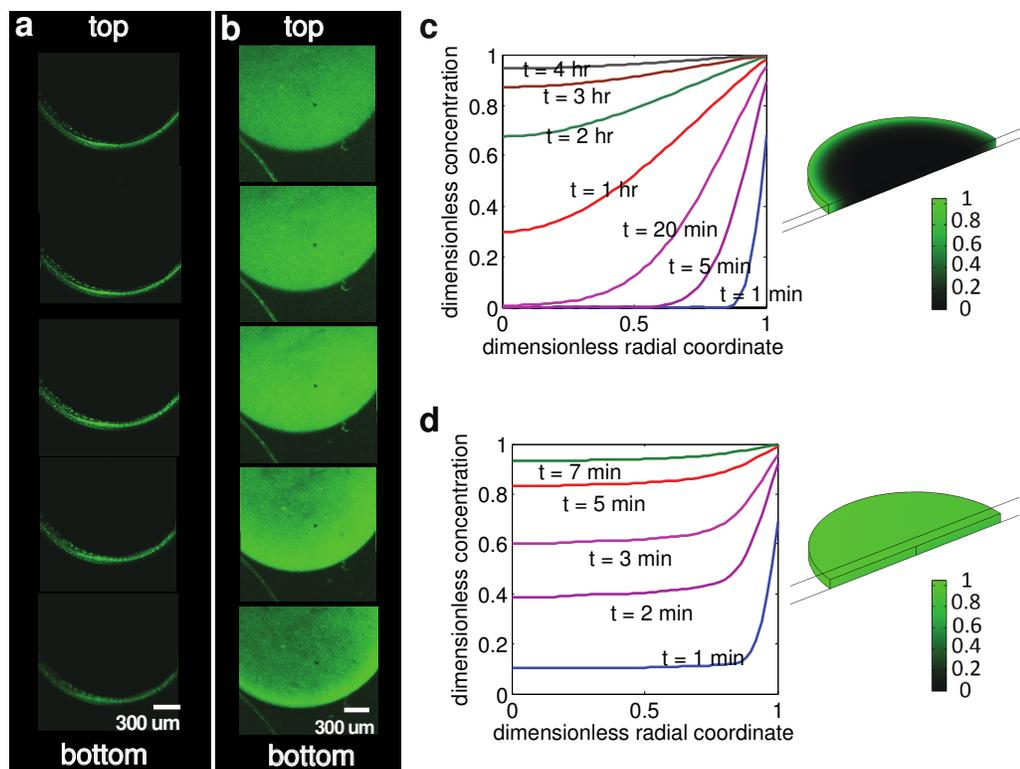 a
top
300 um
bottom
b
top
300 um
bottom
c
dimensionless concentration
1
0.8
0.6
0.4
0.2
0
t = 4 hr
t = 3 hr
t = 2 hr
t = 1 hr
t = 20 min
t = 5 min
t = 1 min
0
0.5
1
dimensionless radial coordinate
1
0.8
0.6
0.4
0.2
0
d
dimensionless concentration
1
0.8
0.6
0.4
0.2
0
t = 7 min
t = 5 min
t = 3 min
t = 2 min
t = 1 min
0
0.5
1
dimensionless radial coordinate
1
0.8
0.6
0.4
0.2
0